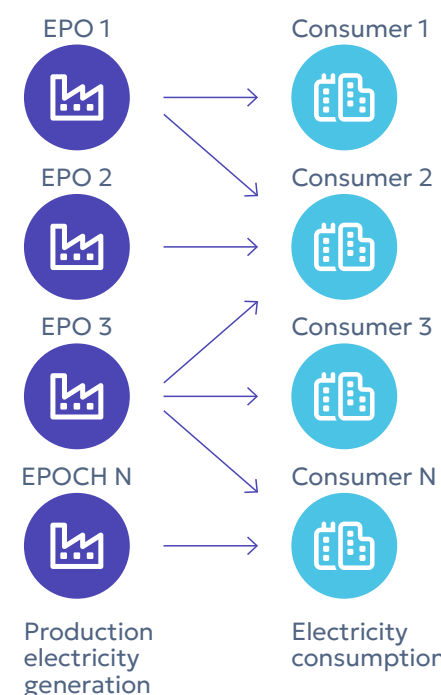 EPO 1
Consumer 1
EPO 2
Consumer 2
EPO 3
Consumer 3
EPOCH N
Consumer N
Production
electricity
generation
Electricity
consumption